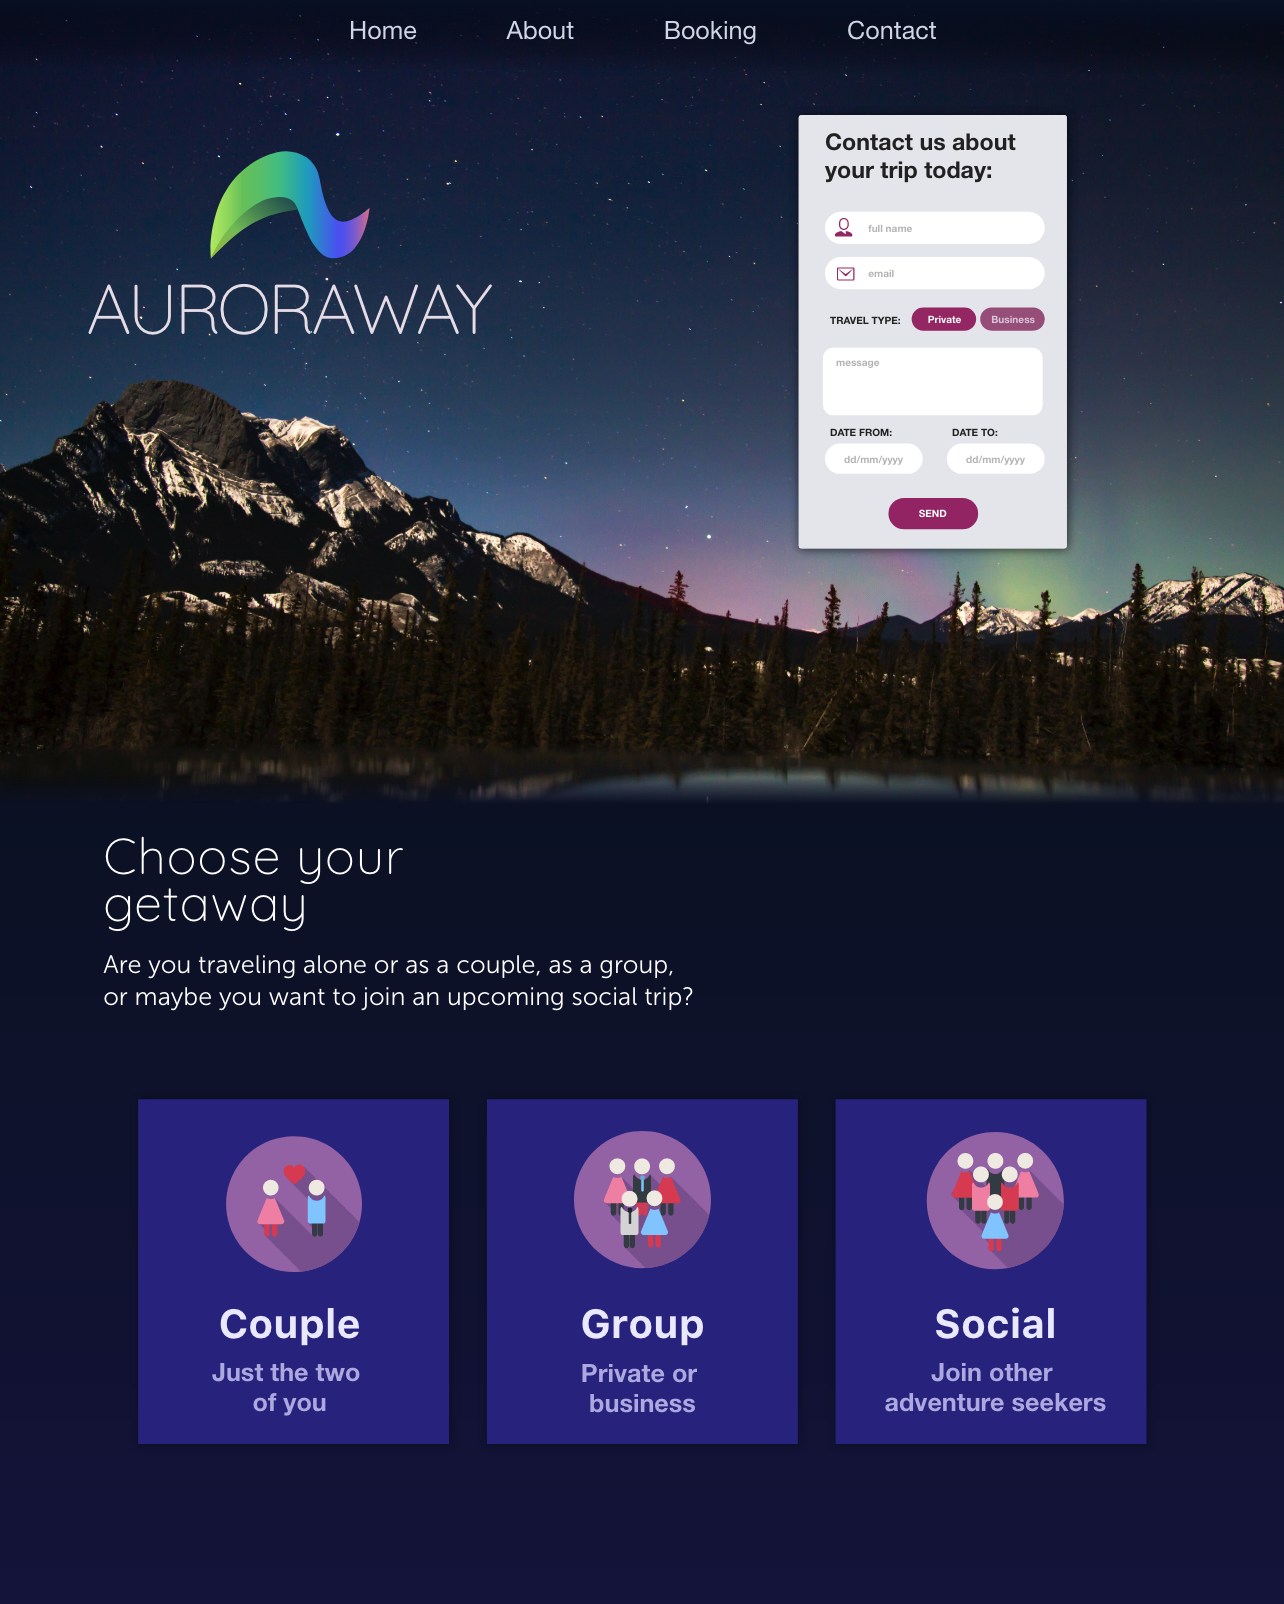 Home About Booking Contact
AURORAWAY
Contact us about
your trip today:
full name
email
TRAVEL TYPE: Private Business
message
DATE FROM: DATE TO:
dd/mm/yyyy dd/mm/yyyy
SEND
Choose your
getaway
Are you traveling alone or as a couple, as a group,
or maybe you want to join an upcoming social trip?
Couple
Just the two
of you
Group
Private or
business
Social
Join other
adventure seekers